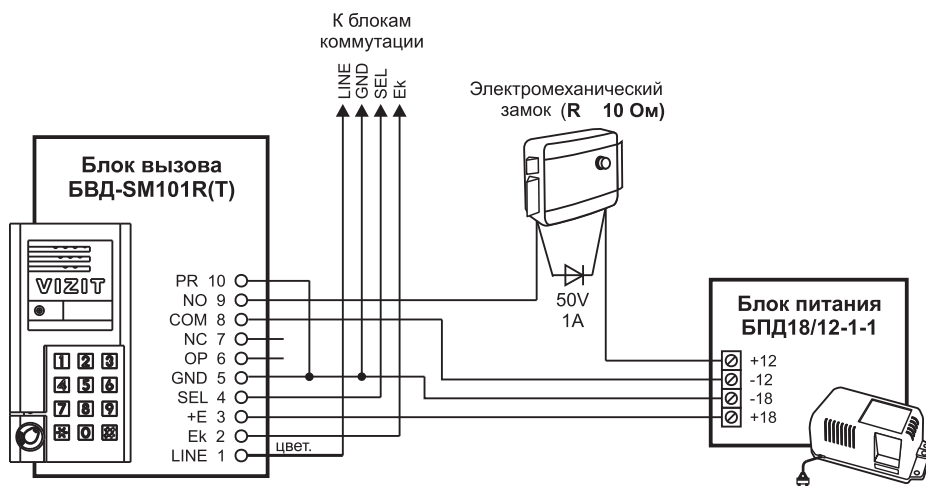 К блокам
коммутации
LINE
GND
SEL
Ek
Электромеханический
замок (R 10 Ом)
Блок вызова
БВД-SM101R(T)
VIZIT
1 2 3
4 5 6
7 8 9
* 0 #
PR 10
NO 9
COM 8
NC 7
OP 6
GND 5
SEL 4
+E 3
Ek 2
LINE 1
цвет.
50V
1A
Блок питания
БПД18/12-1-1
+12
-12
-18
+18